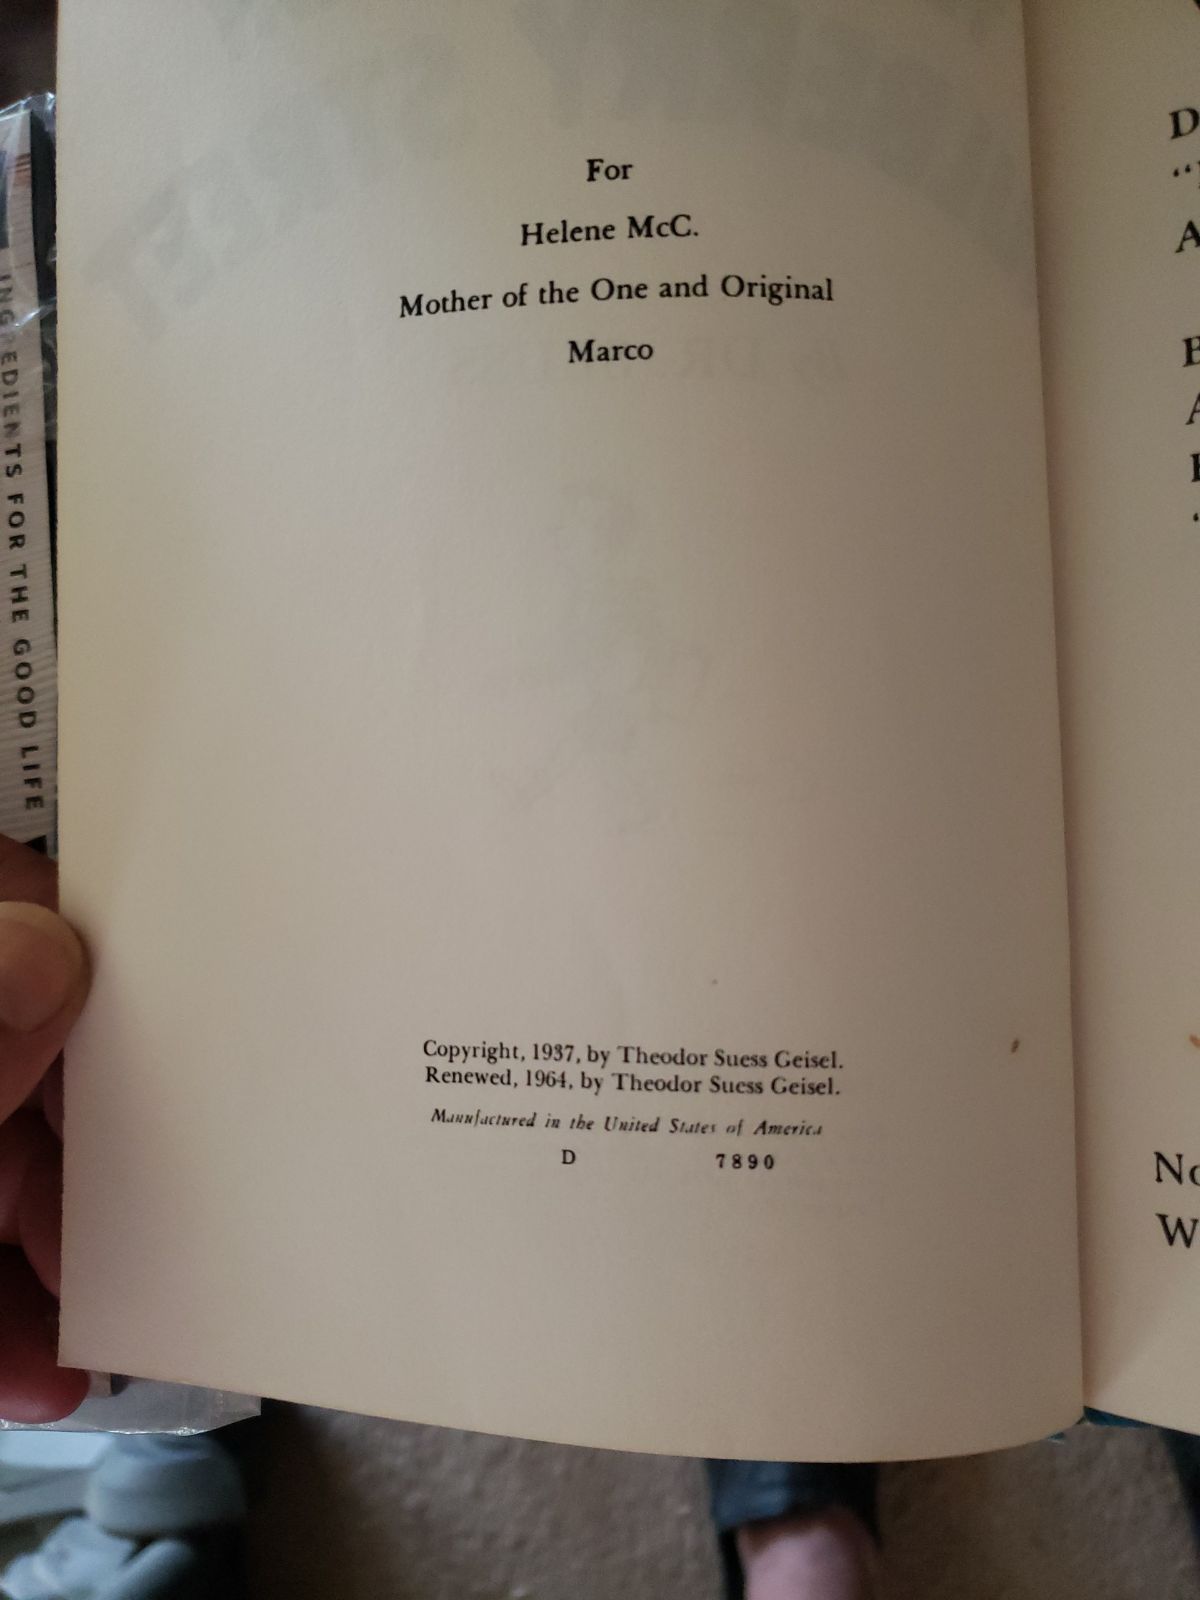 For
Helene McC.
Mother of the One and Original
Marco
Copyright, 1937, by Theodor Suess Geisel.
Renewed, 1964, by Theodor Suess Geisel.
Manufactured in the United States of America
D 7890
INGREDIENTS FOR THE GOOD LIFE
D
A
B
A
W